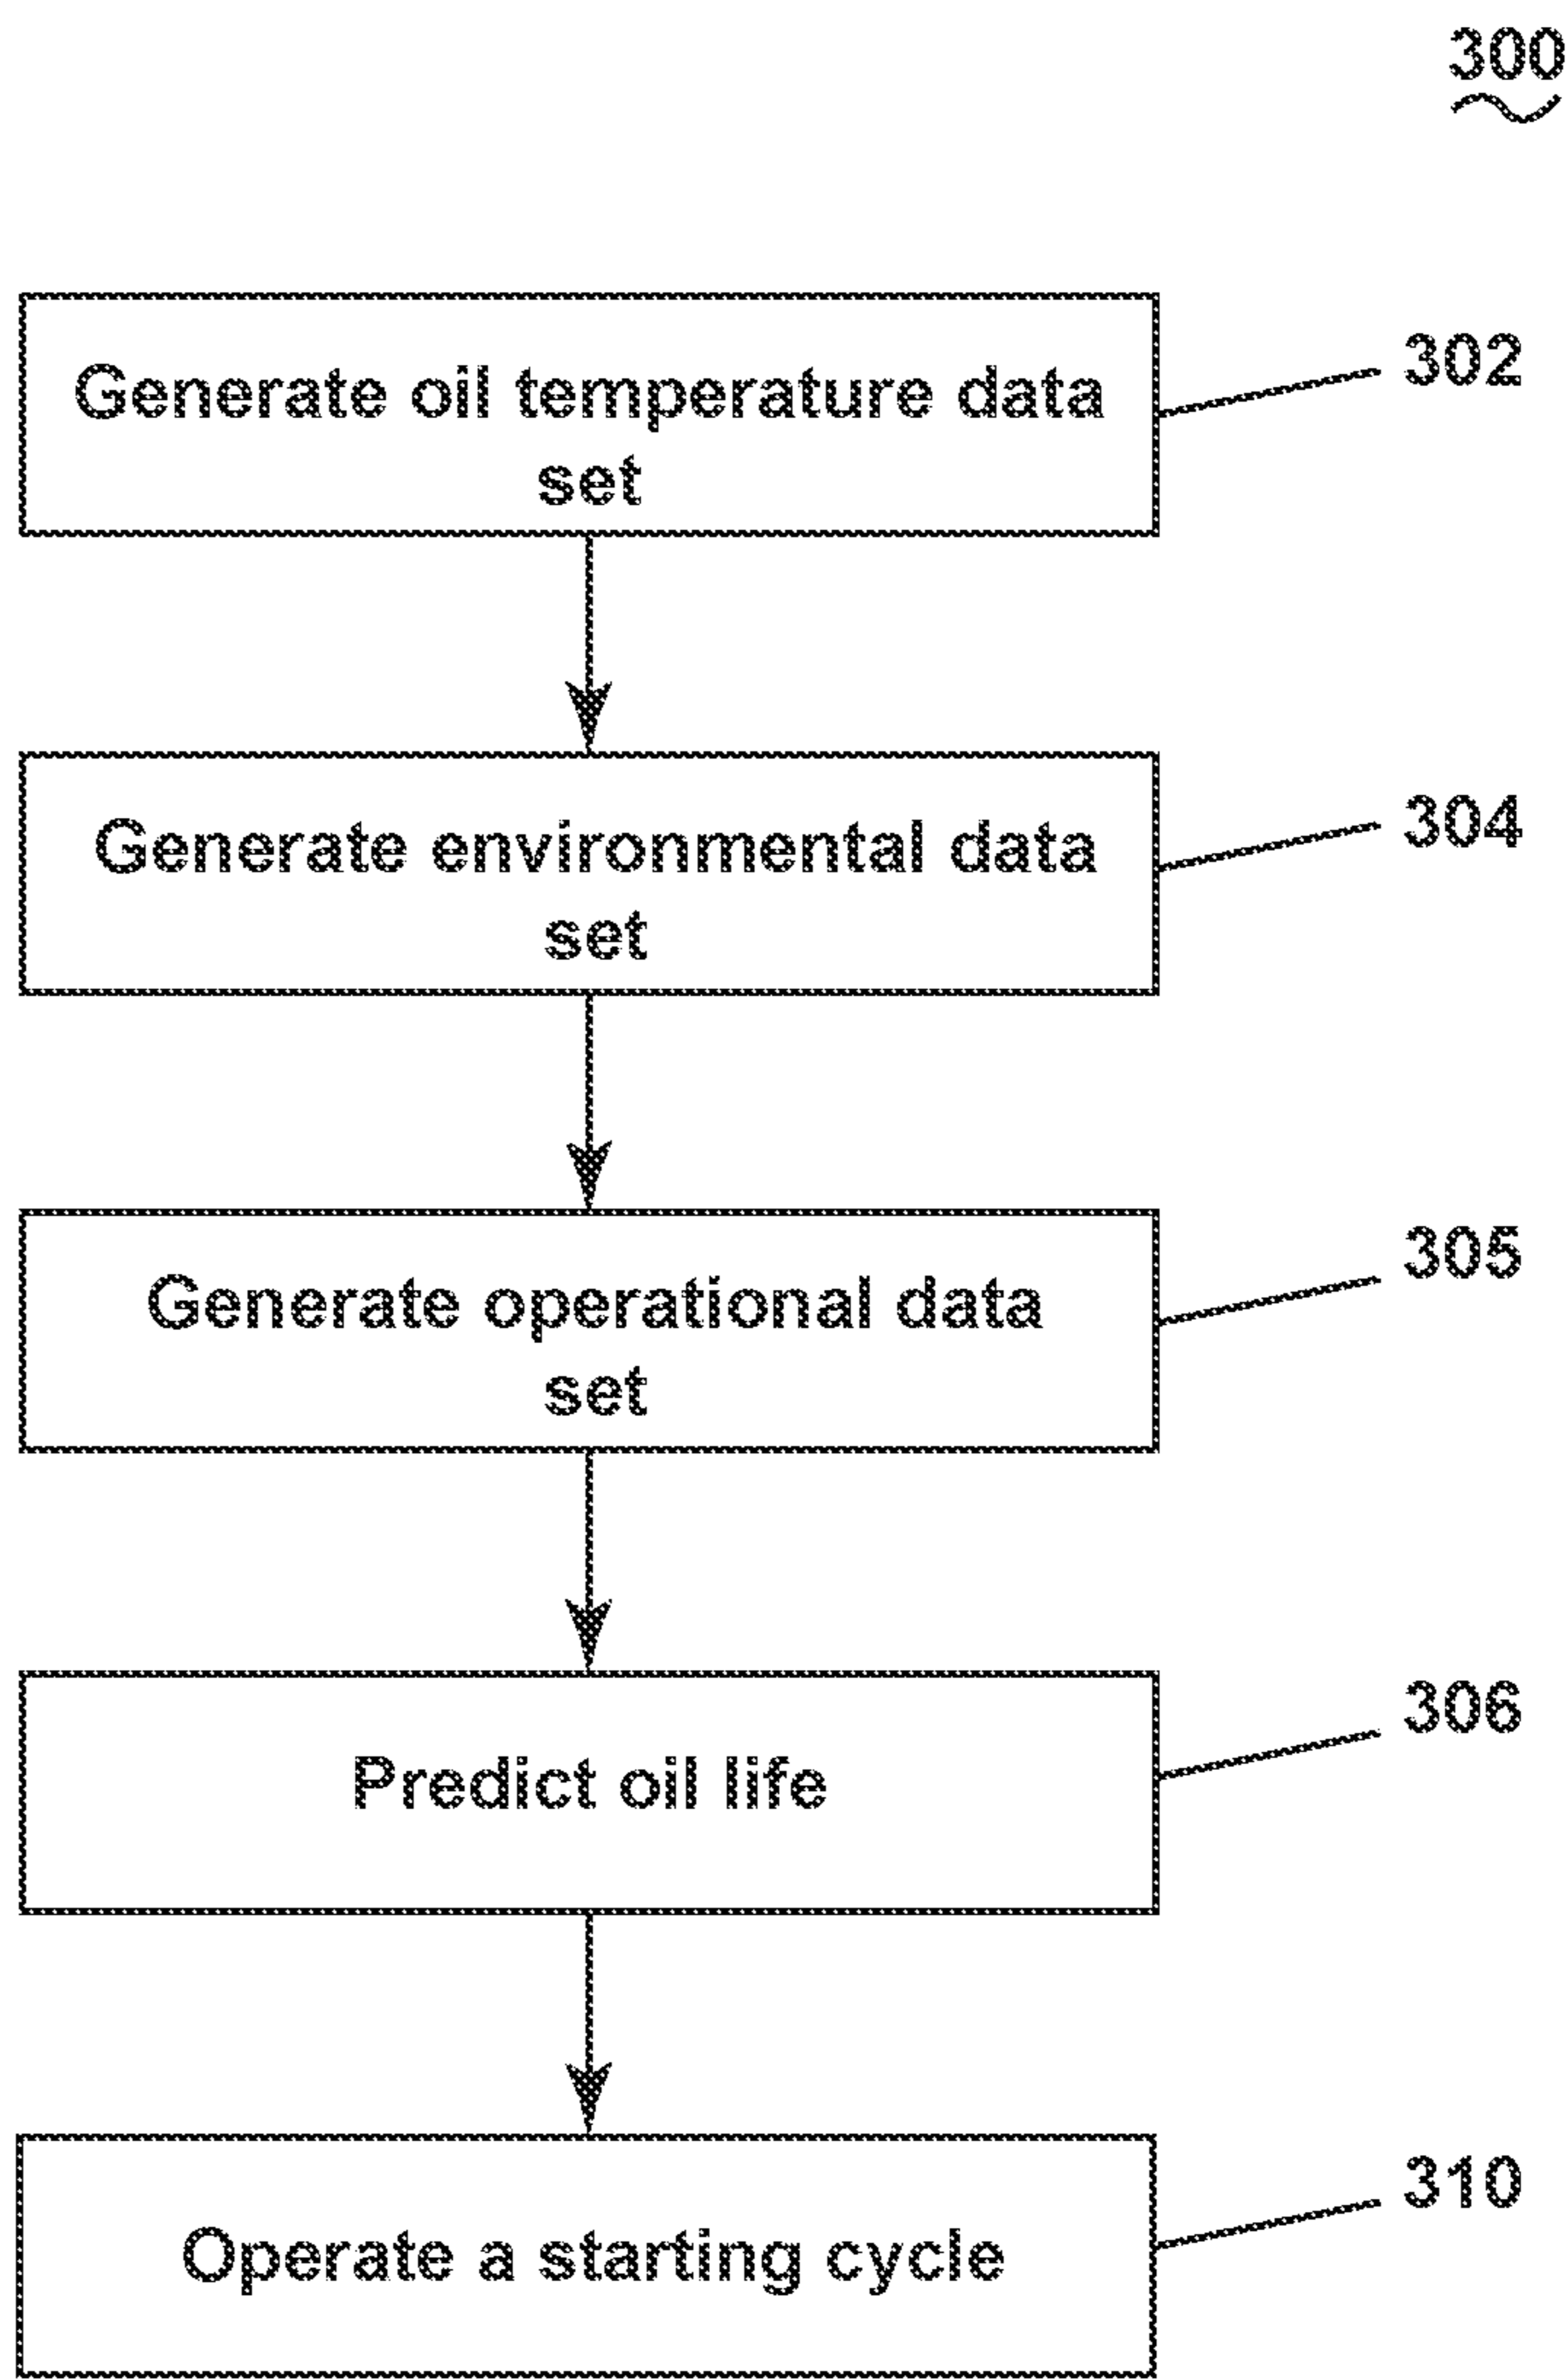 300
Generate oil temperature data
set
302
Generate environmental data
set
304
Generate operational data
set
305
Predict oil life
306
Operate a starting cycle
310